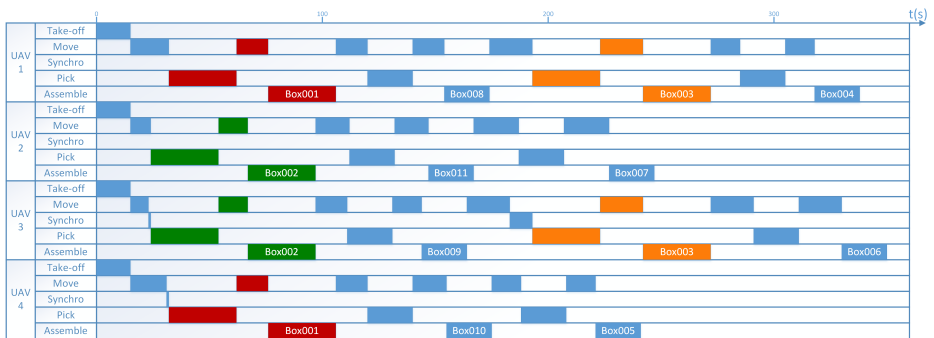 0 100 200 300 t(s)
Take-off
Move
Synchro
Pick
Assemble Box001 Box008 Box003 Box004
UAV
1
Take-off
Move
Synchro
Pick
Assemble Box002 Box011 Box007
UAV
2
Take-off
Move
Synchro
Pick
Assemble Box002 Box009 Box003 Box006
UAV
3
Take-off
Move
Synchro
Pick
Assemble Box001 Box010 Box005
UAV
4